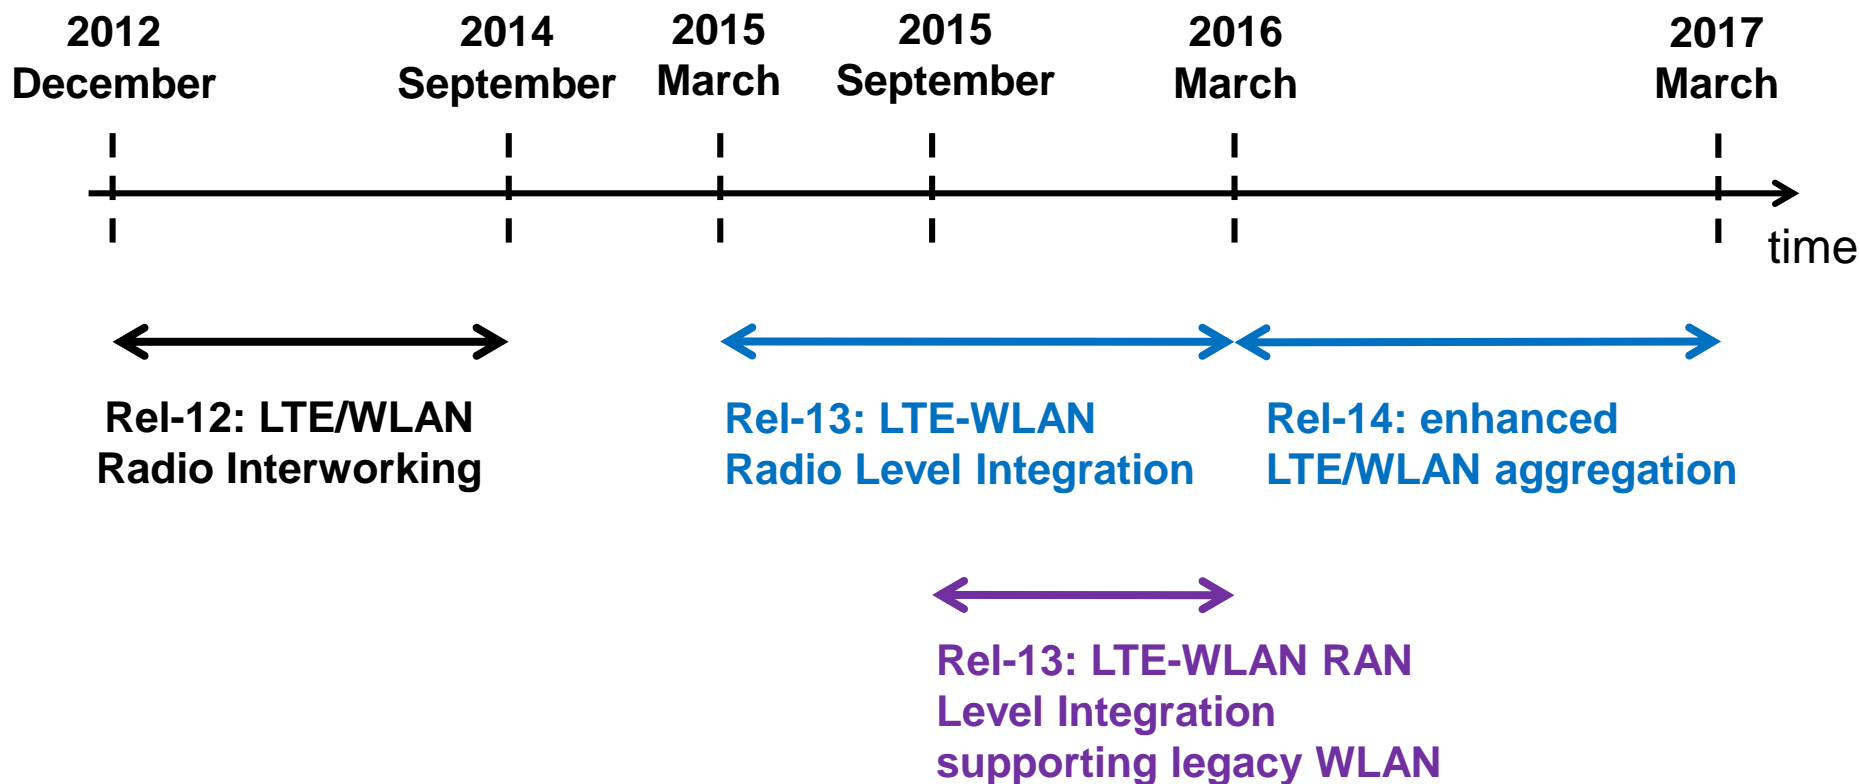 2012
December
2014
September
2015
March
2015
September
2016
March
2017
March
time
Rel-12: LTE/WLAN
Radio Interworking
Rel-13: LTE-WLAN
Radio Level Integration
Rel-14: enhanced
LTE/WLAN aggregation
Rel-13: LTE-WLAN RAN
Level Integration
supporting legacy WLAN